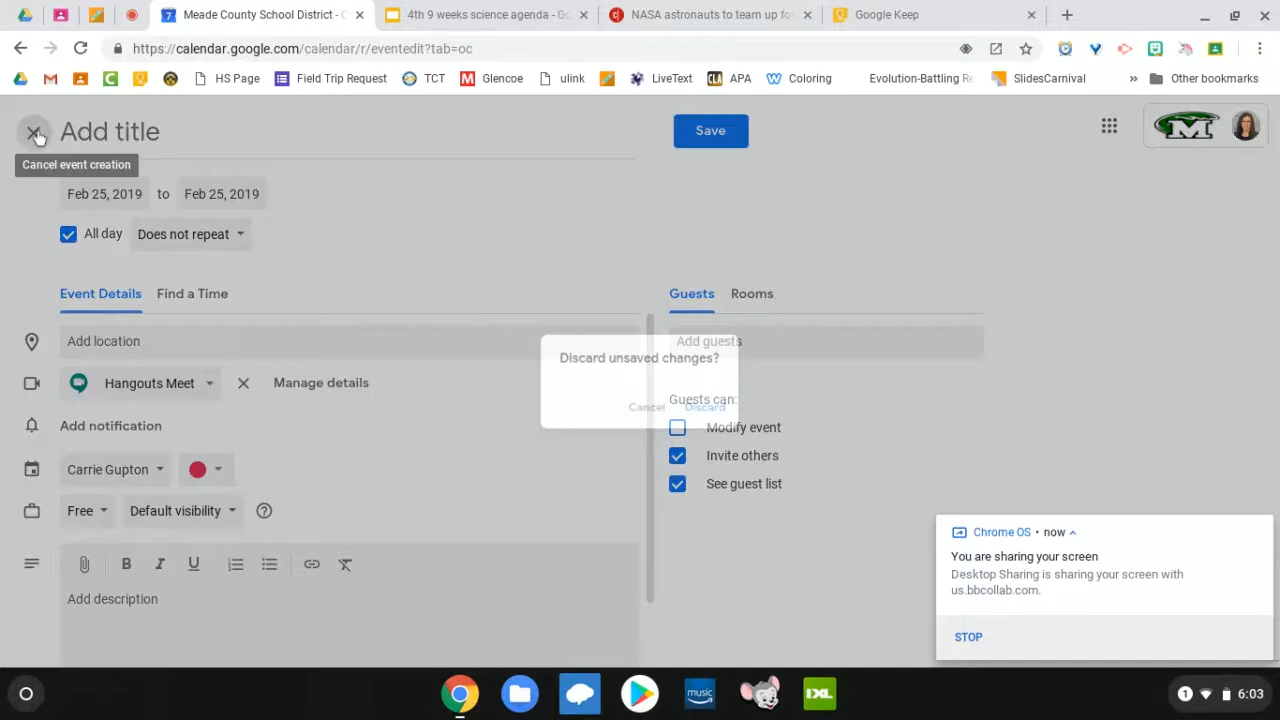 Meade County School District - C
4th 9 weeks science agenda - Go
NASA astronauts to team up for
Google Keep
https://calendar.google.com/calendar/r/eventedit?tab=oc
HS Page
Field Trip Request
TCT
Glencoe
ulink
LiveText
APA
Coloring
Evolution-Battling Re
SlidesCarnival
»
Other bookmarks
Add title
Save
M
Cancel event creation
Feb 25, 2019 to Feb 25, 2019
All day Does not repeat
Event Details Find a Time
Guests Rooms
Add location
Add guests
Discard unsaved changes?
Hangouts Meet
Manage details
Guests can:
Cancel Discard
Add notification
Modify event
Invite others
See guest list
Carrie Gupton
Free
Default visibility
B I U
Add description
Chrome OS • now
You are sharing your screen
Desktop Sharing is sharing your screen with
us.bbcollab.com.
STOP
music
IXL
1
6:03